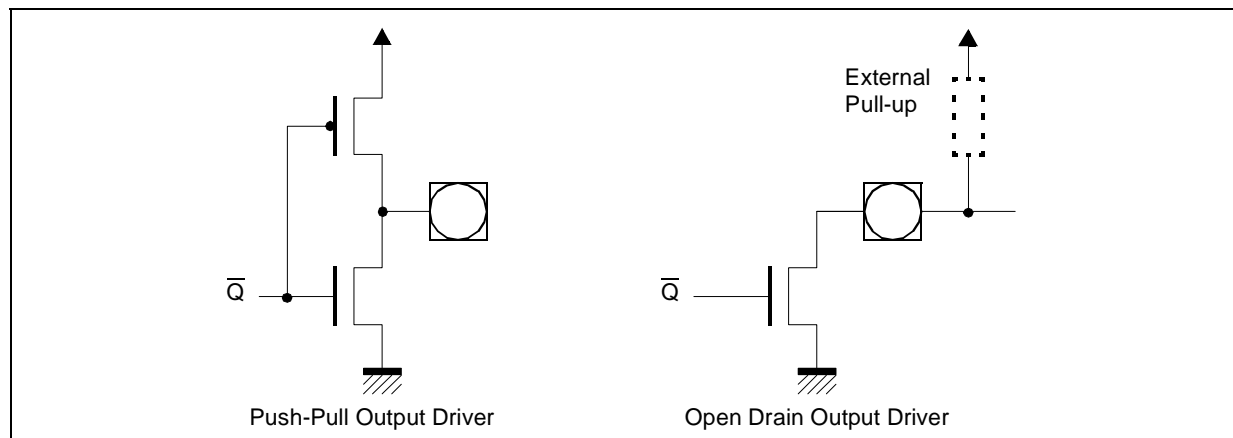 External
Pull-up
Q̅
Q̅
Push-Pull Output Driver
Open Drain Output Driver